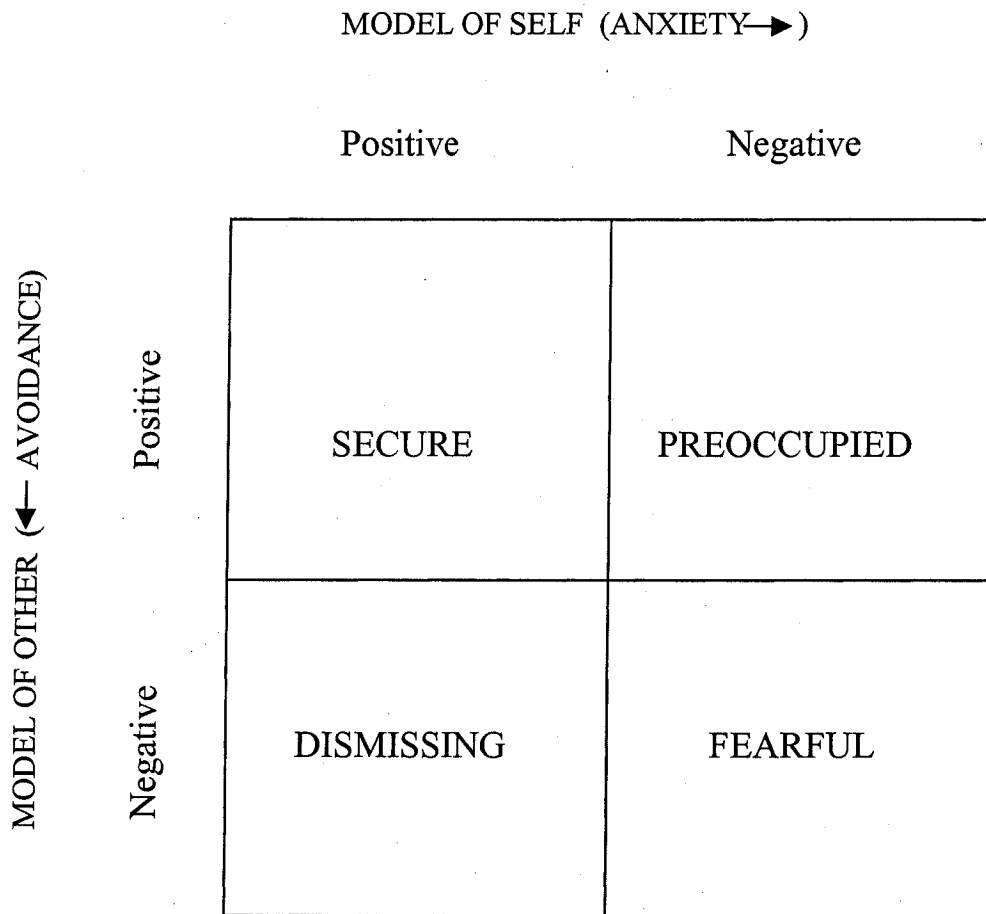 MODEL OF SELF (ANXIETY→ )
Positive Negative
MODEL OF OTHER (← AVOIDANCE)
Positive
SECURE PREOCCUPIED
Negative
DISMISSING FEARFUL